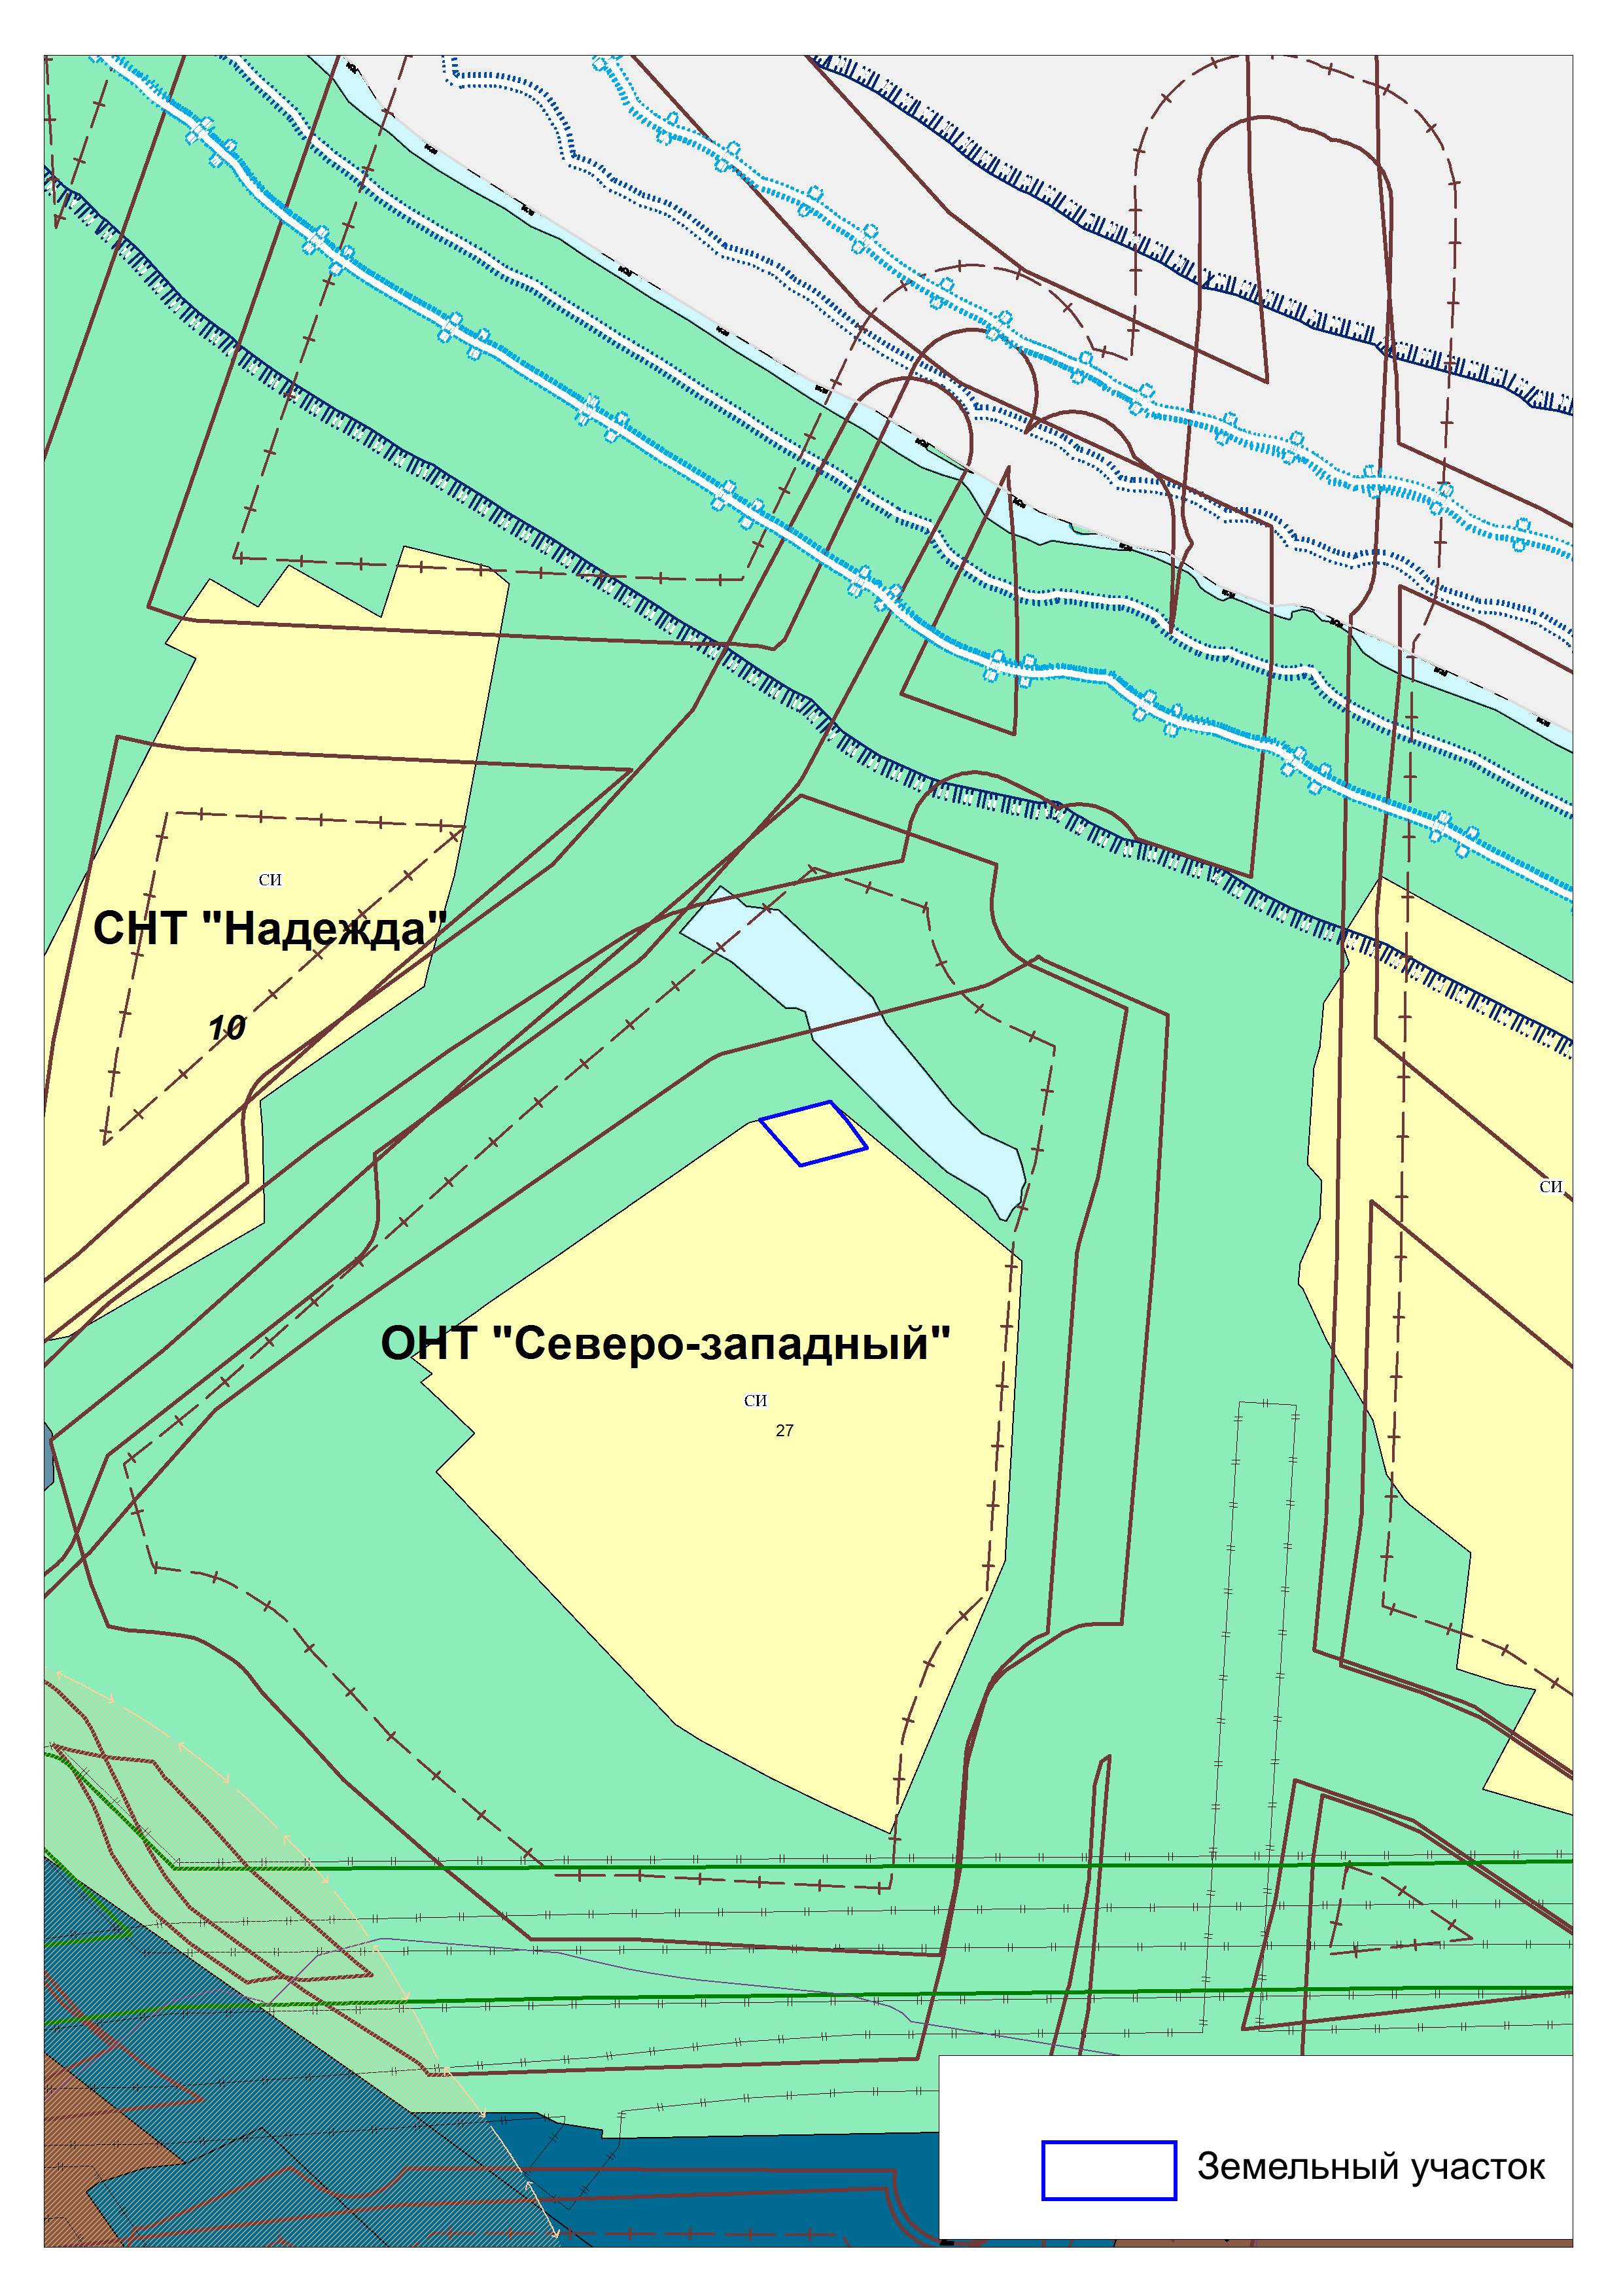 СИ
СНТ "Надежда"
10
СИ
ОНТ "Северо-западный"
СИ
27
Земельный участок